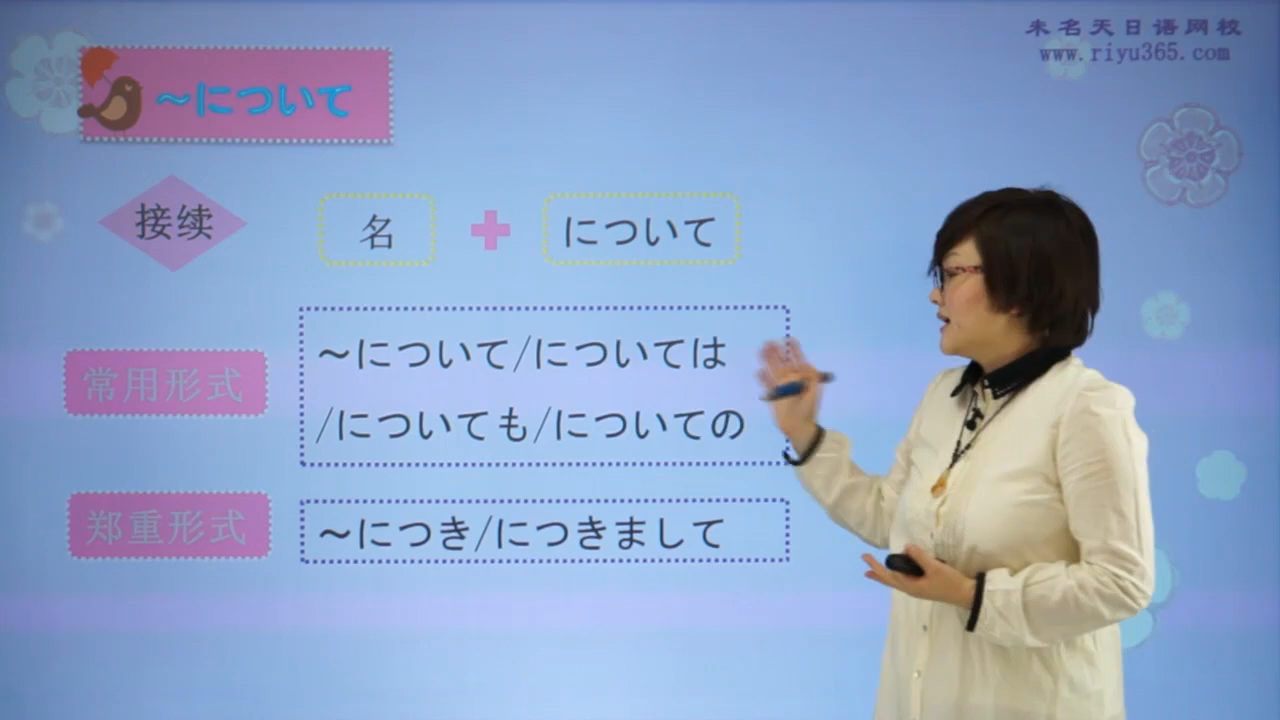 未名天日语网校
www.riyu365.com
～について
接续
名
について
常用形式
～について/については
/についても/についての
郑重形式
～につき/につきまして